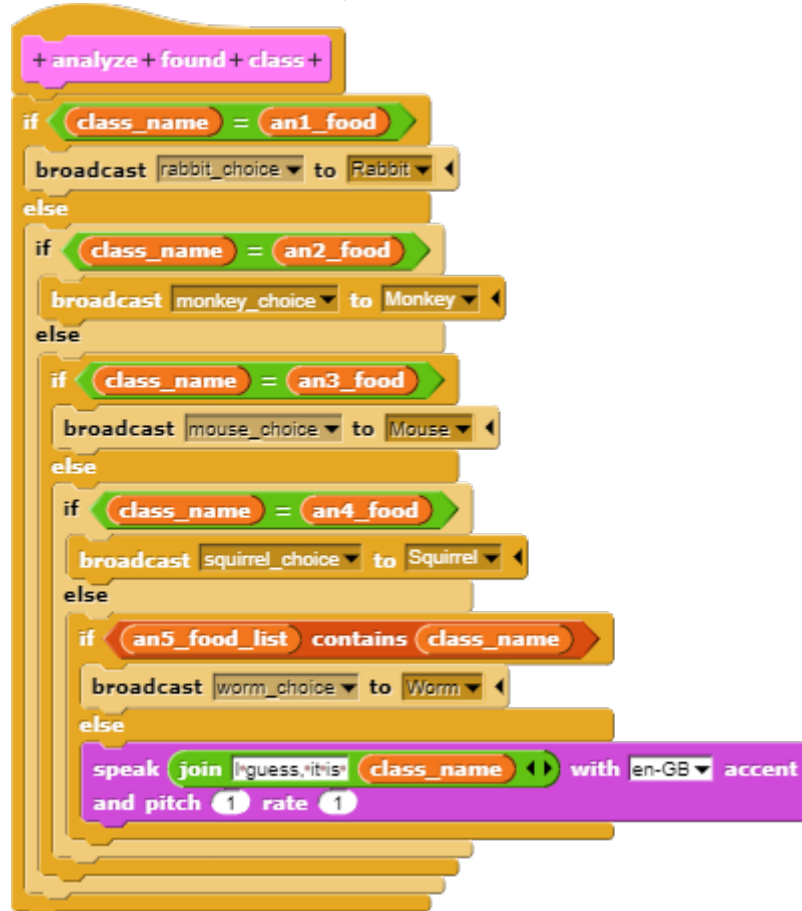 + analyze + found + class +
if class_name = an1_food
broadcast rabbit_choice to Rabbit
else
if class_name = an2_food
broadcast monkey_choice to Monkey
else
if class_name = an3_food
broadcast mouse_choice to Mouse
else
if class_name = an4_food
broadcast squirrel_choice to Squirrel
else
if an5_food_list contains class_name
broadcast worm_choice to Worm
else
speak join I guess, it is class_name with en-GB accent
and pitch 1 rate 1